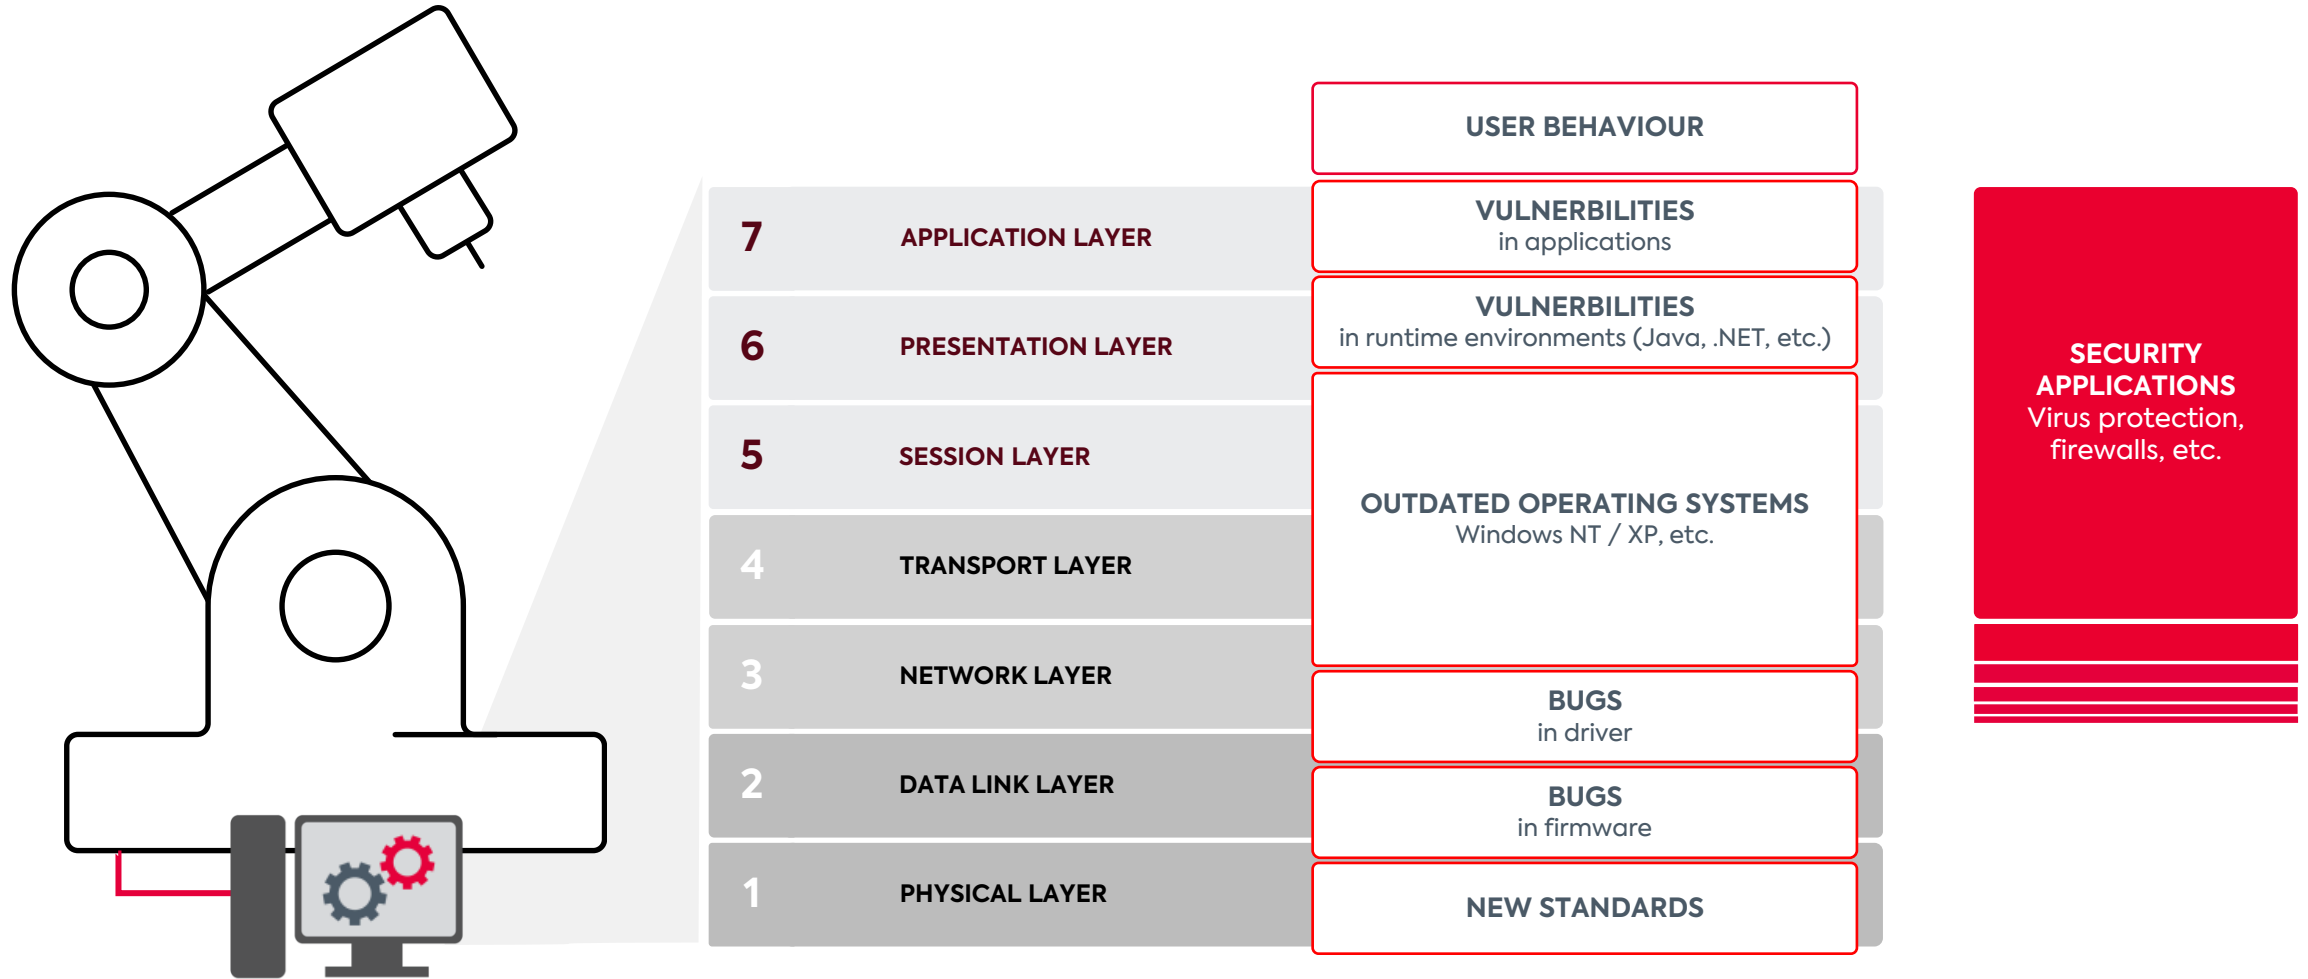 USER BEHAVIOUR
7 APPLICATION LAYER
VULNERBILITIES
in applications
6 PRESENTATION LAYER
VULNERBILITIES
in runtime environments (Java, .NET, etc.)
5 SESSION LAYER
OUTDATED OPERATING SYSTEMS
Windows NT / XP, etc.
4 TRANSPORT LAYER
3 NETWORK LAYER
BUGS
in driver
2 DATA LINK LAYER
BUGS
in firmware
1 PHYSICAL LAYER
NEW STANDARDS
SECURITY
APPLICATIONS
Virus protection,
firewalls, etc.